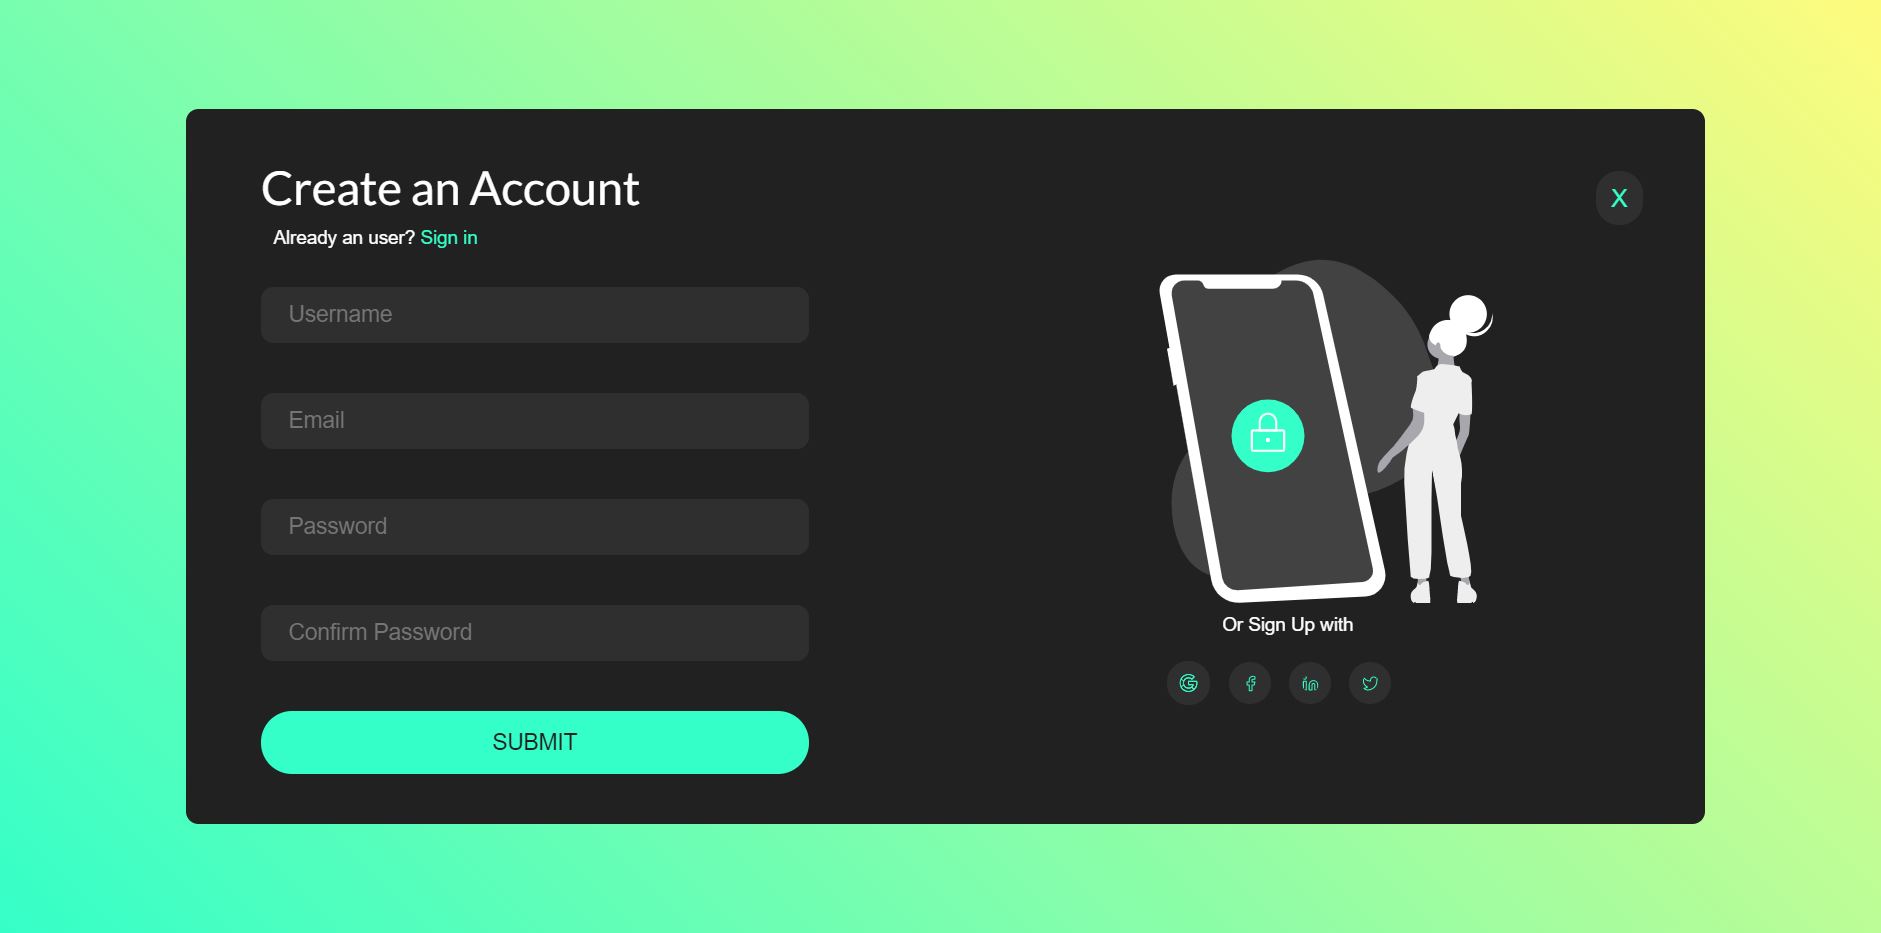 Create an Account
X
Already an user? Sign in
Username
Email
Password
Confirm Password
SUBMIT
Or Sign Up with